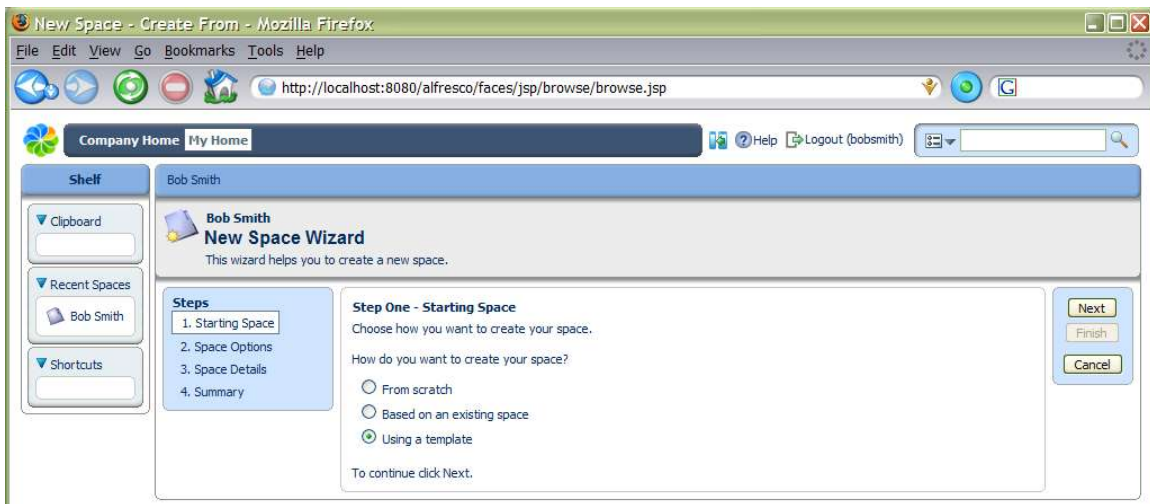 New Space - Create From - Mozilla Firefox
File Edit View Go Bookmarks Tools Help
http://localhost:8080/alfresco/faces/jsp/browse/browse.jsp
G
Company Home My Home
Help Logout (bobsmith)
Shelf
Bob Smith
Clipboard
Bob Smith
New Space Wizard
This wizard helps you to create a new space.
Recent Spaces
Bob Smith
Shortcuts
Steps
1. Starting Space
2. Space Options
3. Space Details
4. Summary
Step One - Starting Space
Choose how you want to create your space.
How do you want to create your space?
From scratch
Based on an existing space
Using a template
To continue click Next.
Next
Finish
Cancel